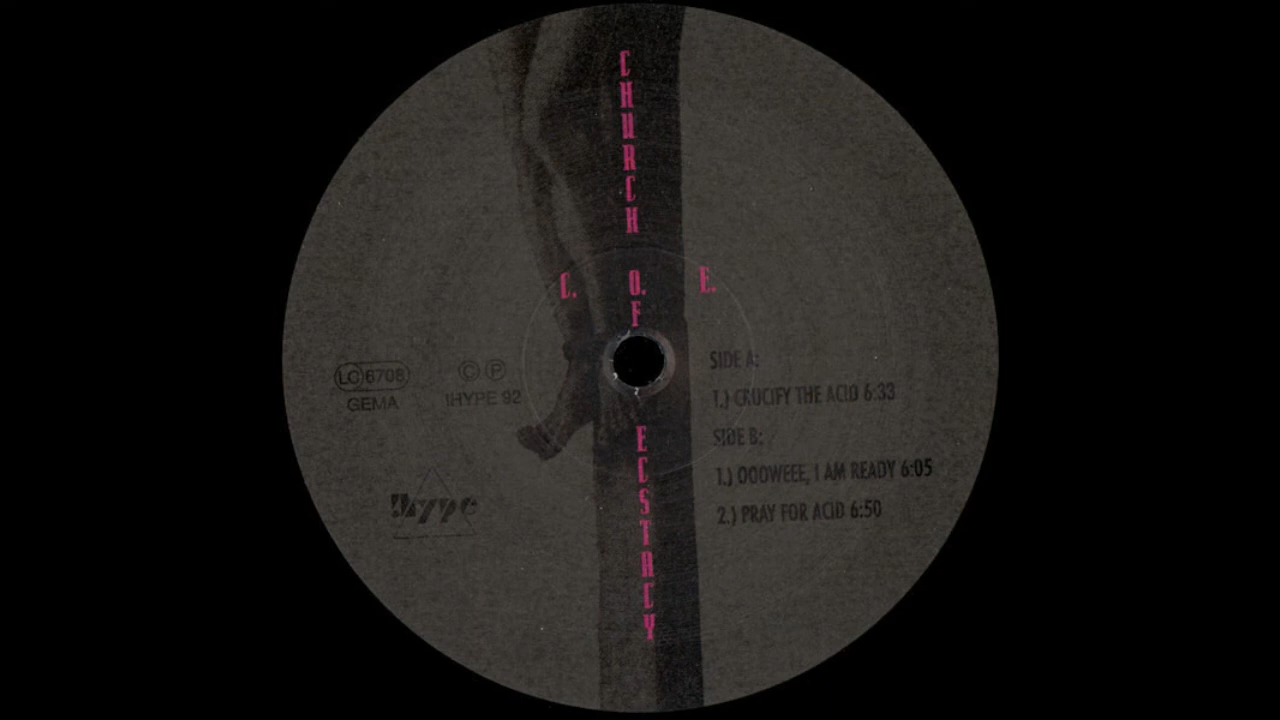 CHURCH
C. O. E.
F
ECSTACY
LC 6708
GEMA
© ℗
!HYPE 92
!Hype
SIDE A:
1.) CRUCIFY THE ACID 6:33
SIDE B:
1.) OOOWEEE, I AM READY 6:05
2.) PRAY FOR ACID 6:50